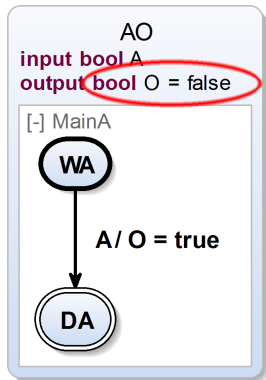 AO
input bool A
output bool O = false
[-] MainA
WA
A / O = true
DA